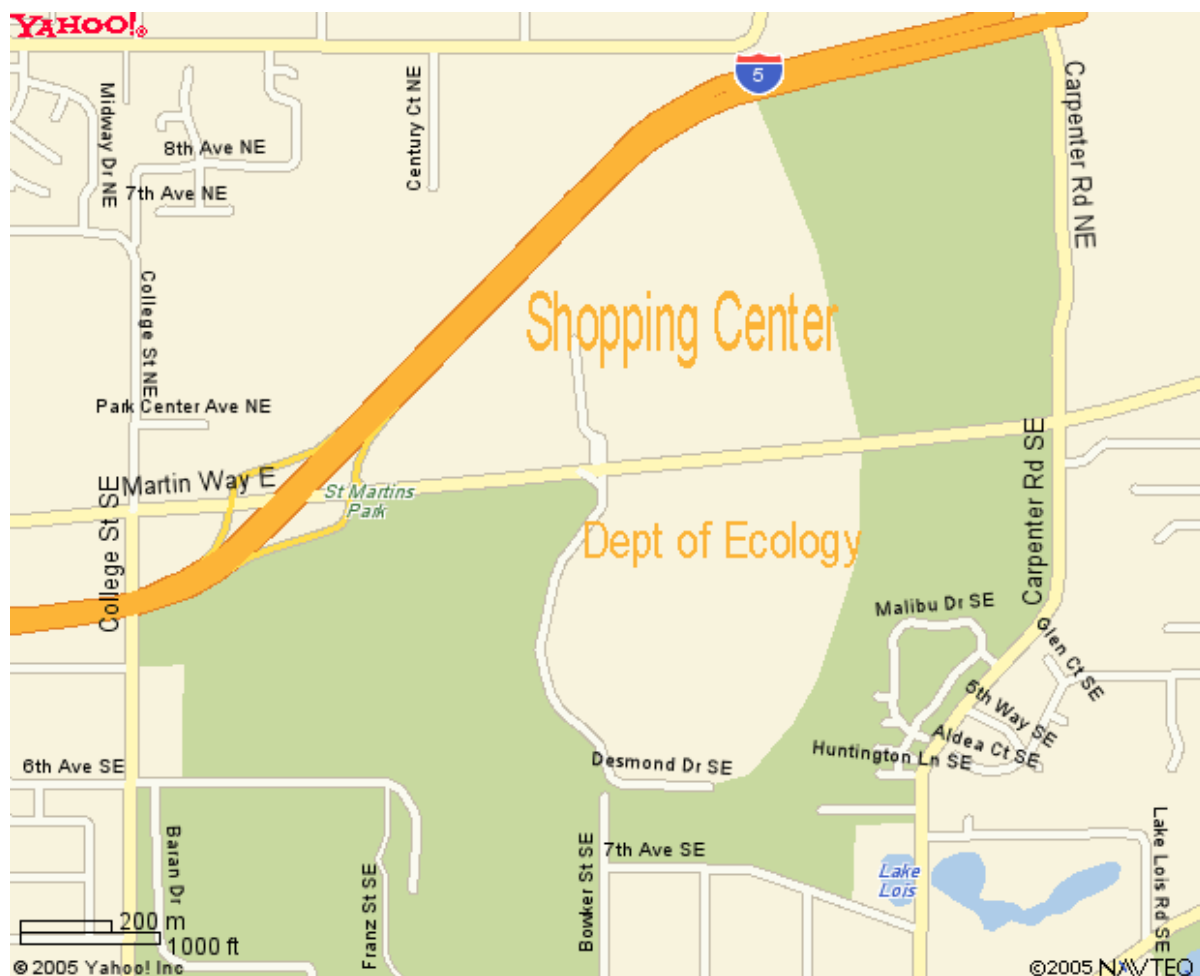 YAHOO!®
5
Midway Dr NE
Century Ct NE
Carpenter Rd NE
8th Ave NE
7th Ave NE
College St NE
Shopping Center
Park Center Ave NE
Martin Way E
St Martins
Park
College St SE
Carpenter Rd SE
Dept of Ecology
Malibu Dr SE
Glen Ct SE
5th Way SE
Aldea Ct SE
Huntington Ln SE
6th Ave SE
Desmond Dr SE
Baran Dr
Franz St SE
Bowker St SE
7th Ave SE
Lake
Lois
Lake Lois Rd SE
200 m
1000 ft
© 2005 Yahoo! Inc
©2005 NAVTEQ